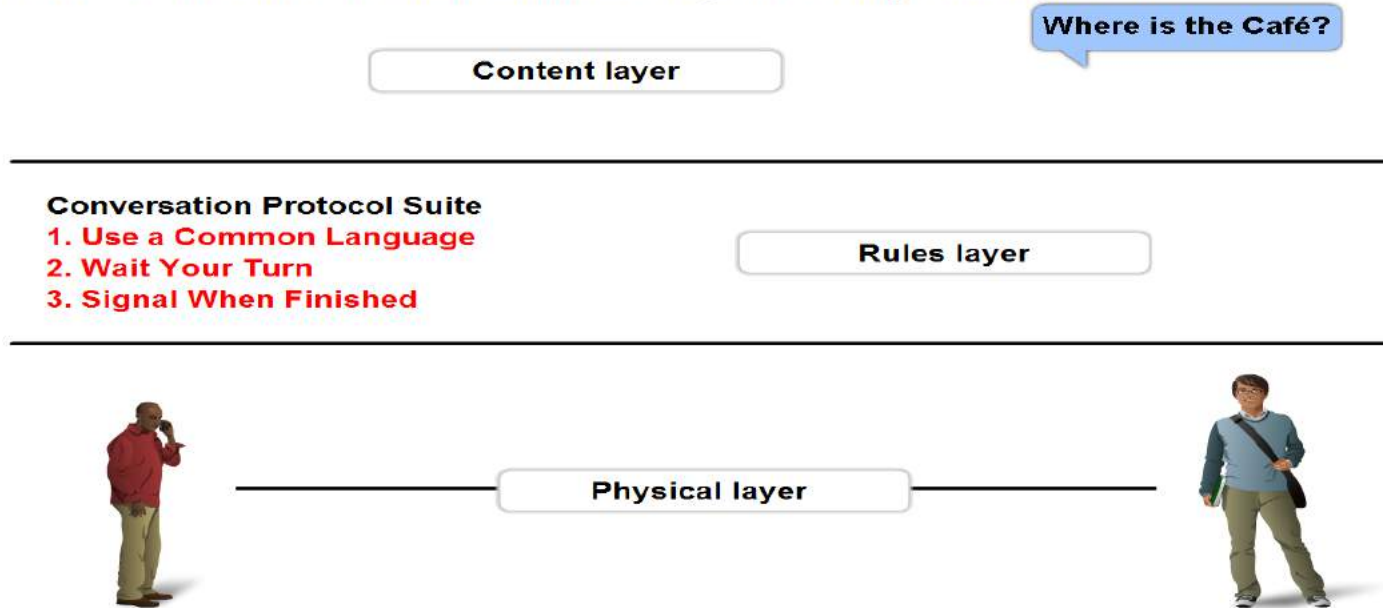 Where is the Café?
Content layer
Conversation Protocol Suite
1. Use a Common Language
2. Wait Your Turn
3. Signal When Finished
Rules layer
Physical layer